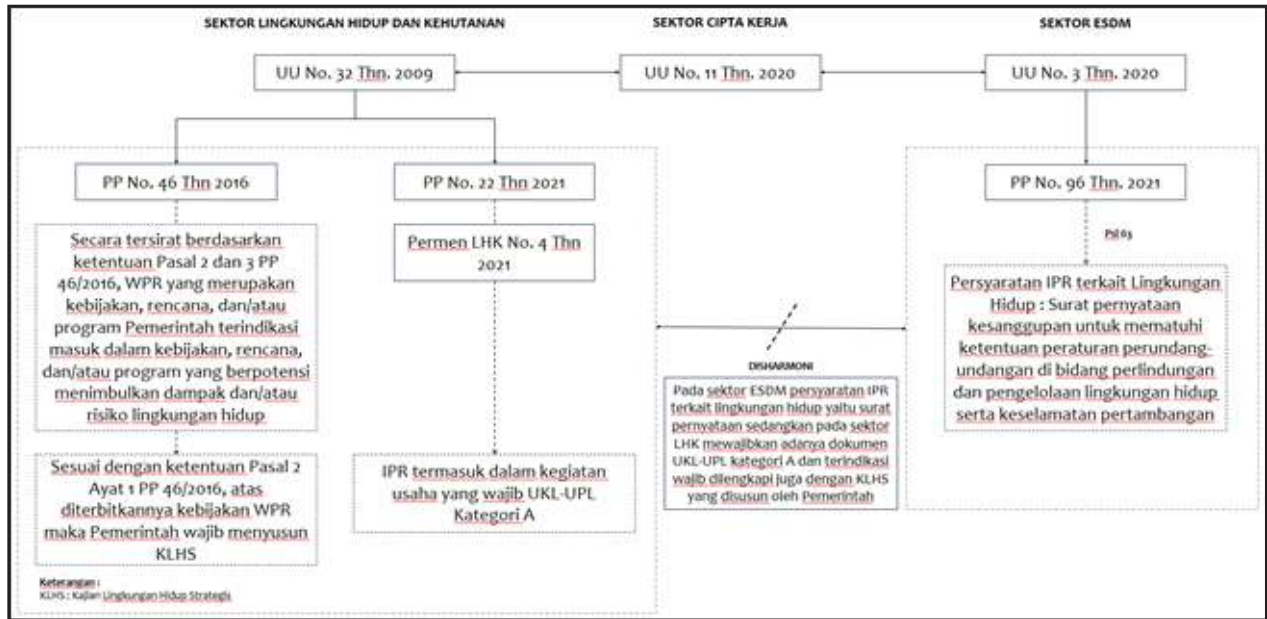 SEKTOR LINGKUNGAN HIDUP DAN KEHUTANAN
SEKTOR CIPTA KERJA
SEKTOR ESDM
UU No. 32 Thn. 2009
UU No. 11 Thn. 2020
UU No. 3 Thn. 2020
PP No. 46 Thn 2016
PP No. 22 Thn 2021
PP No. 96 Thn. 2021
Secara tersirat berdasarkan
ketentuan Pasal 2 dan 3 PP
46/2016, WPR yang merupakan
kebijakan, rencana, dan/atau
program Pemerintah terindikasi
masuk dalam kebijakan, rencana,
dan/atau program yang berpotensi
menimbulkan dampak dan/atau
risiko lingkungan hidup
Sesuai dengan ketentuan Pasal 2
Ayat 1 PP 46/2016, atas
diterbitkannya kebijakan WPR
maka Pemerintah wajib menyusun
KLHS
Permen LHK No. 4 Thn
2021
IPR termasuk dalam kegiatan
usaha yang wajib UKL-UPL
Kategori A
DISHARMONI
Pada sektor ESDM persyaratan IPR
terkait lingkungan hidup yaitu surat
pernyataan sedangkan pada sektor
LHK mewajibkan adanya dokumen
UKL-UPL kategori A dan terindikasi
wajib dilengkapi juga dengan KLHS
yang disusun oleh Pemerintah
Psl 63
Persyaratan IPR terkait Lingkungan
Hidup : Surat pernyataan
kesanggupan untuk mematuhi
ketentuan peraturan perundang-
undangan di bidang perlindungan
dan pengelolaan lingkungan hidup
serta keselamatan pertambangan
Keterangan :
KLHS : Kajian Lingkungan Hidup Strategis